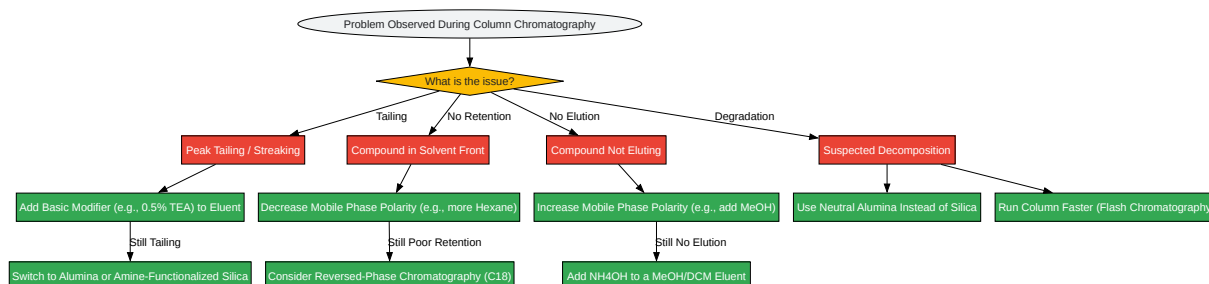 Problem Observed During Column Chromatography
What is the issue?
Tailing
No Retention
No Elution
Degradation
Peak Tailing / Streaking
Compound in Solvent Front
Compound Not Eluting
Suspected Decomposition
Add Basic Modifier (e.g., 0.5% TEA) to Eluent
Decrease Mobile Phase Polarity (e.g., more Hexane)
Increase Mobile Phase Polarity (e.g., add MeOH)
Use Neutral Alumina Instead of Silica
Run Column Faster (Flash Chromatography
Still Tailing
Still Poor Retention
Still No Elution
Switch to Alumina or Amine-Functionalized Silica
Consider Reversed-Phase Chromatography (C18)
Add NH4OH to a MeOH/DCM Eluent